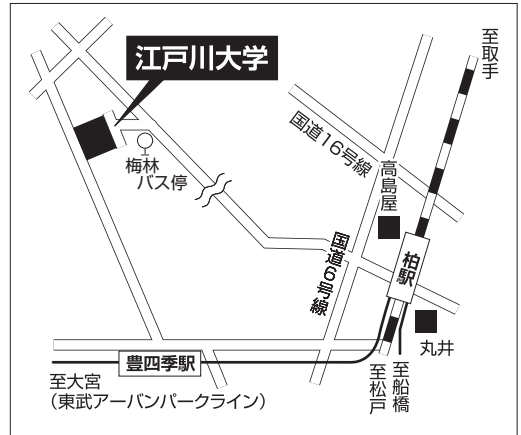 江戸川大学
至取手
国道16号線
梅林
バス停
高島屋
国道6号線
柏駅
丸井
豊四季駅
至大宮
（東武アーバンパークライン）
至松戸
至船橋